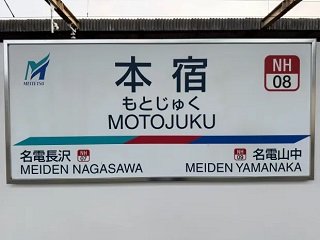 MEITETSU
本宿
NH
08
もとじゅく
MOTOJUKU
名電長沢
NH
07
MEIDEN NAGASAWA
NH
09
名電山中
MEIDEN YAMANAKA